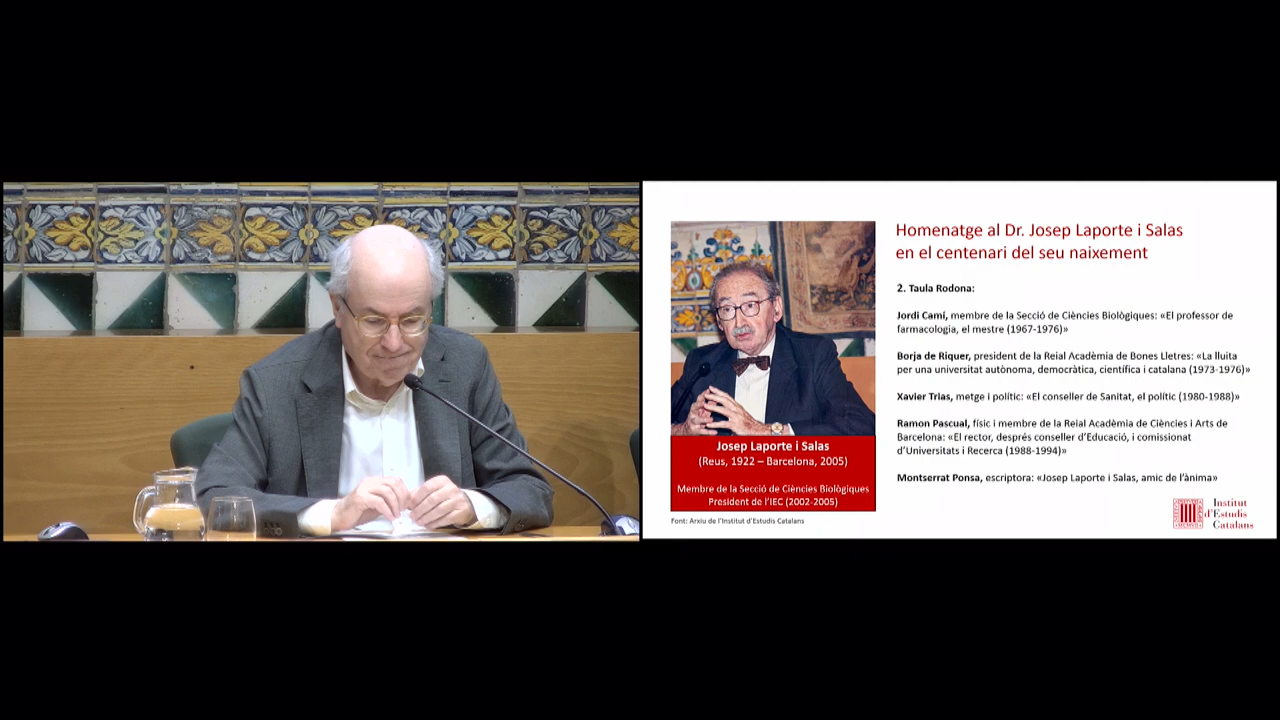 Homenatge al Dr. Josep Laporte i Salas
en el centenari del seu naixement
2. Taula Rodona:
Jordi Camí, membre de la Secció de Ciències Biològiques: «El professor de
farmacologia, el mestre (1967-1976)»
Borja de Riquer, president de la Reial Acadèmia de Bones Lletres: «La lluita
per una universitat autònoma, democràtica, científica i catalana (1973-1976)»
Xavier Trias, metge i polític: «El conseller de Sanitat, el polític (1980-1988)»
Ramon Pascual, físic i membre de la Reial Acadèmia de Ciències i Arts de
Barcelona: «El rector, després conseller d’Educació, i comissionat
d’Universitats i Recerca (1988-1994)»
Montserrat Ponsa, escriptora: «Josep Laporte i Salas, amic de l’ànima»
Josep Laporte i Salas
(Reus, 1922 – Barcelona, 2005)
Membre de la Secció de Ciències Biològiques
President de l’IEC (2002-2005)
Font: Arxiu de l’Institut d’Estudis Catalans
Institut
d’Estudis
Catalans